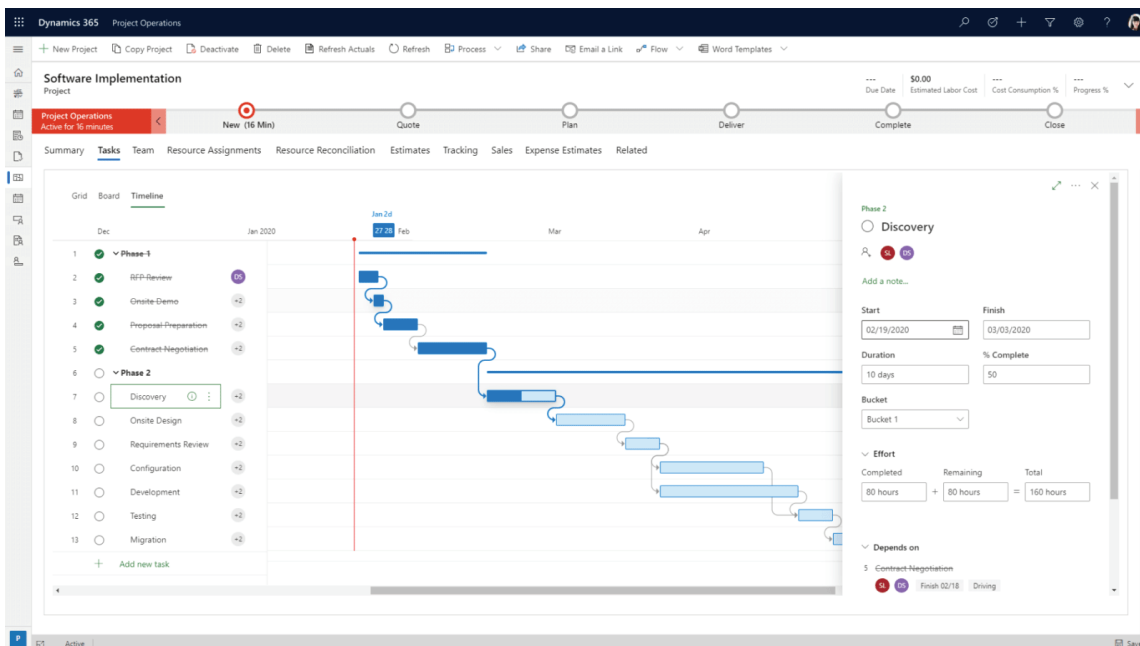 Dynamics 365 Project Operations
New Project Copy Project Deactivate Delete Refresh Actuals Refresh Process Share Email a Link Flow Word Templates
Software Implementation
Project
--- $0.00 --- ---
Due Date Estimated Labor Cost Cost Consumption % Progress %
Project Operations
Active for 16 minutes
New (16 Min) Quote Plan Deliver Complete Close
Summary Tasks Team Resource Assignments Resource Reconciliation Estimates Tracking Sales Expense Estimates Related
Grid Board Timeline
Jan 2d
Dec Jan 2020 27 28 Feb Mar Apr
1 Phase 1
2 RFP Review DS
3 Onsite Demo +2
4 Proposal Preparation +2
5 Contract Negotiation +2
6 Phase 2
7 Discovery +2
8 Onsite Design +2
9 Requirements Review +2
10 Configuration +2
11 Development +2
12 Testing +2
13 Migration +2
Add new task
Phase 2
Discovery
SL DS
Add a note...
Start Finish
02/19/2020 03/03/2020
Duration % Complete
10 days 50
Bucket
Bucket 1
Effort
Completed Remaining Total
80 hours + 80 hours = 160 hours
Depends on
5 Contract Negotiation
SL DS Finish 02/18 Driving
P
Active
Save